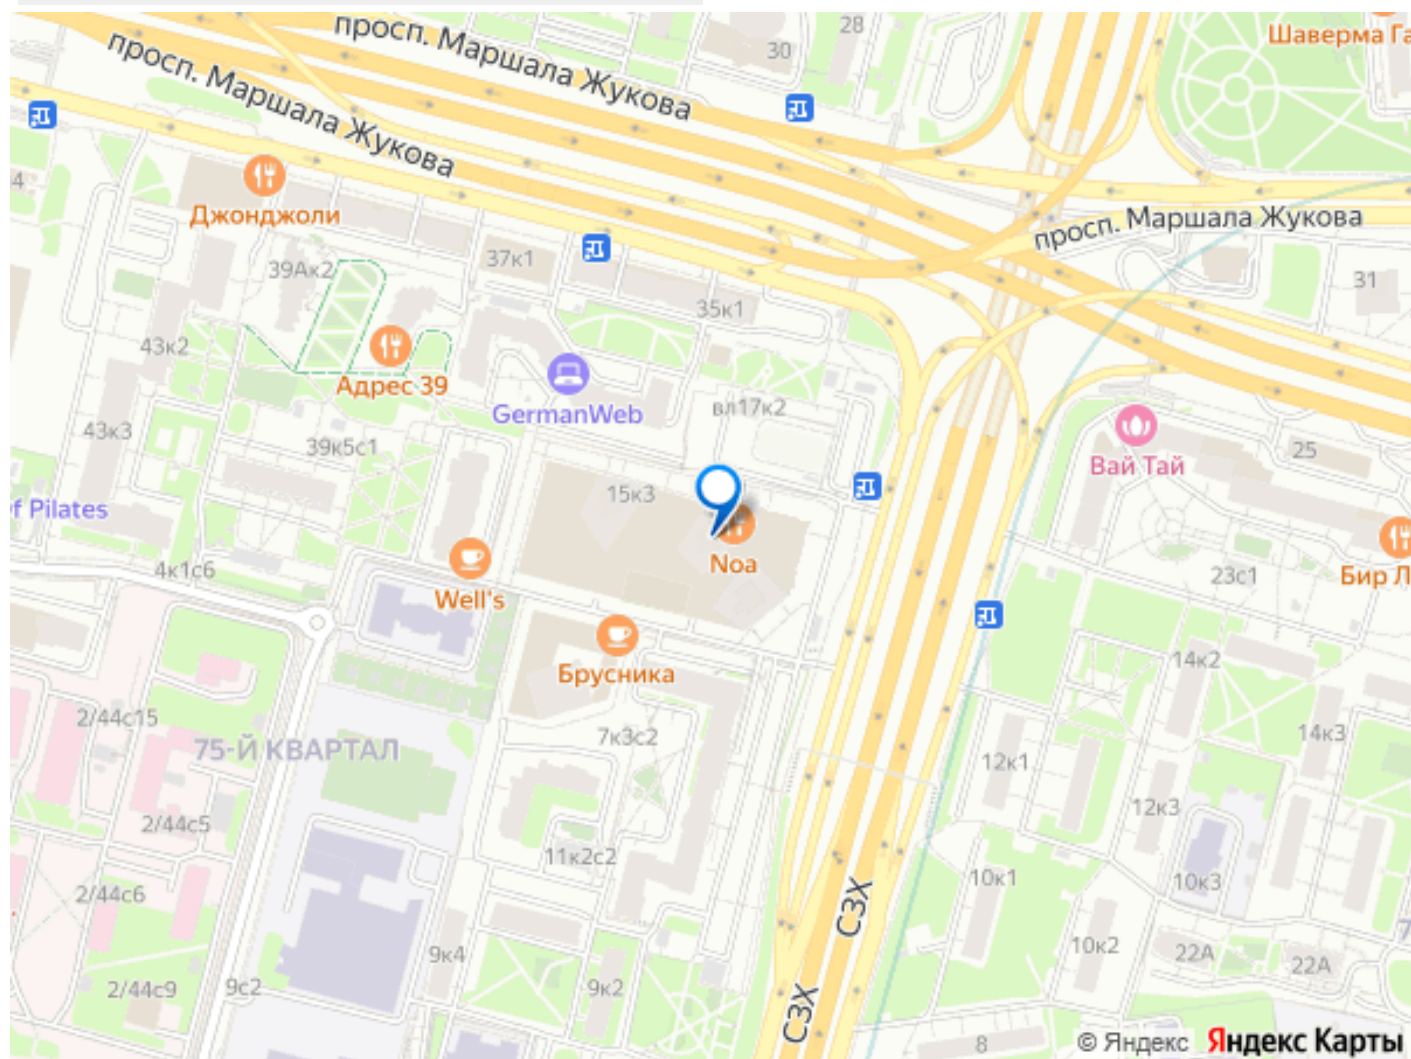 28
Шаверма Га
просп. Маршала Жукова
30
просп. Маршала Жукова
4
Джонджоли
просп. Маршала Жукова
37к1
39Ак2
31
35к1
43к2
Адрес 39
вл17к2
GermanWeb
43к3
39к5с1
25
Вай Тай
15к3
f Pilates
Noa
4к1с6
23с1
Бир Л
Well's
Брусника
14к2
2/44с15
14к3
7к3с2
75-Й КВАРТАЛ
12к1
12к3
2/44с5
11к2с2
10к1
10к3
2/44с6
СЗХ
7
10к2
9к4
22А
22А
2/44с9
9с2
9к2
СЗХ
8
© Яндекс Яндекс Карты